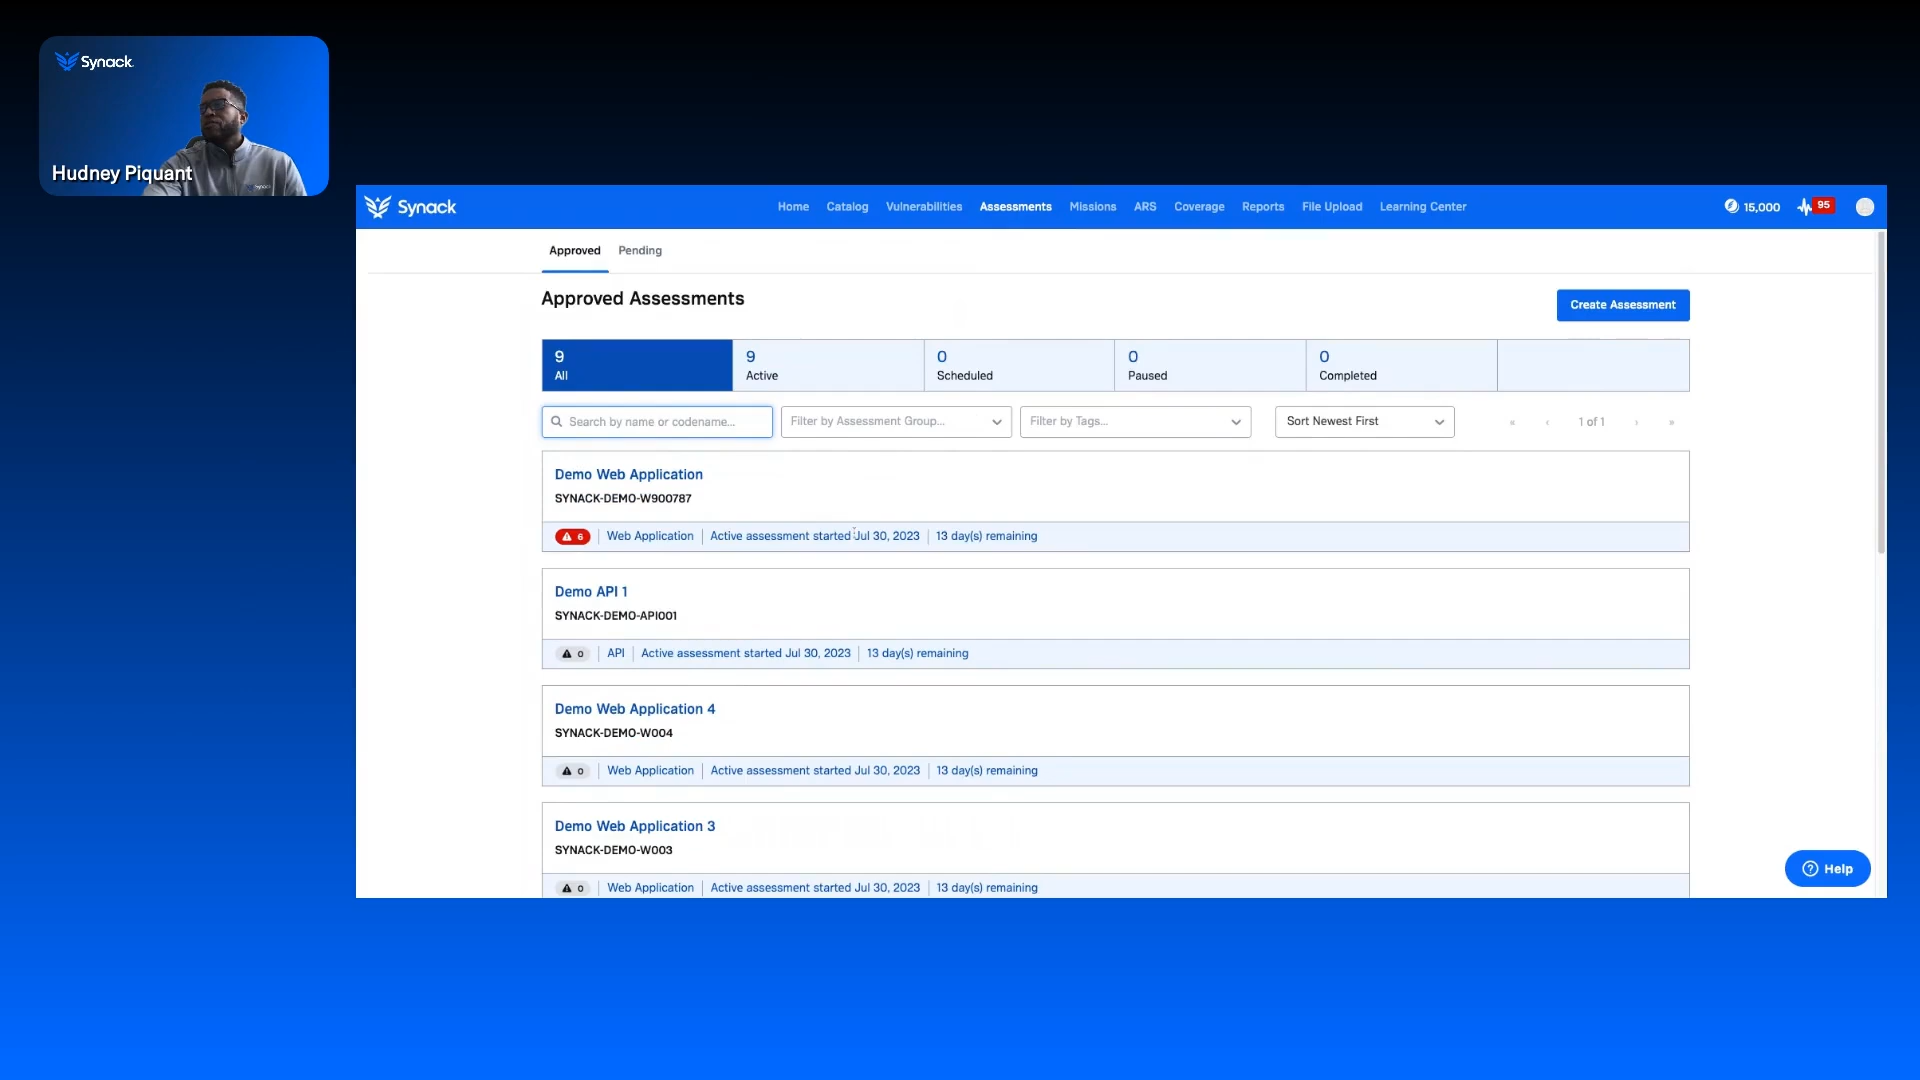 Synack
Hudney Piquant
Synack
Home Catalog Vulnerabilities Assessments Missions ARS Coverage Reports File Upload Learning Center
15,000 95
Approved Pending
Approved Assessments
Create Assessment
9 9 0 0 0
All Active Scheduled Paused Completed
Search by name or codename... Filter by Assessment Group... Filter by Tags... Sort Newest First « ‹ 1 of 1 › »
Demo Web Application
SYNACK-DEMO-W900787
6 Web Application Active assessment started Jul 30, 2023 13 day(s) remaining
Demo API 1
SYNACK-DEMO-API001
0 API Active assessment started Jul 30, 2023 13 day(s) remaining
Demo Web Application 4
SYNACK-DEMO-W004
0 Web Application Active assessment started Jul 30, 2023 13 day(s) remaining
Demo Web Application 3
SYNACK-DEMO-W003
0 Web Application Active assessment started Jul 30, 2023 13 day(s) remaining
Help